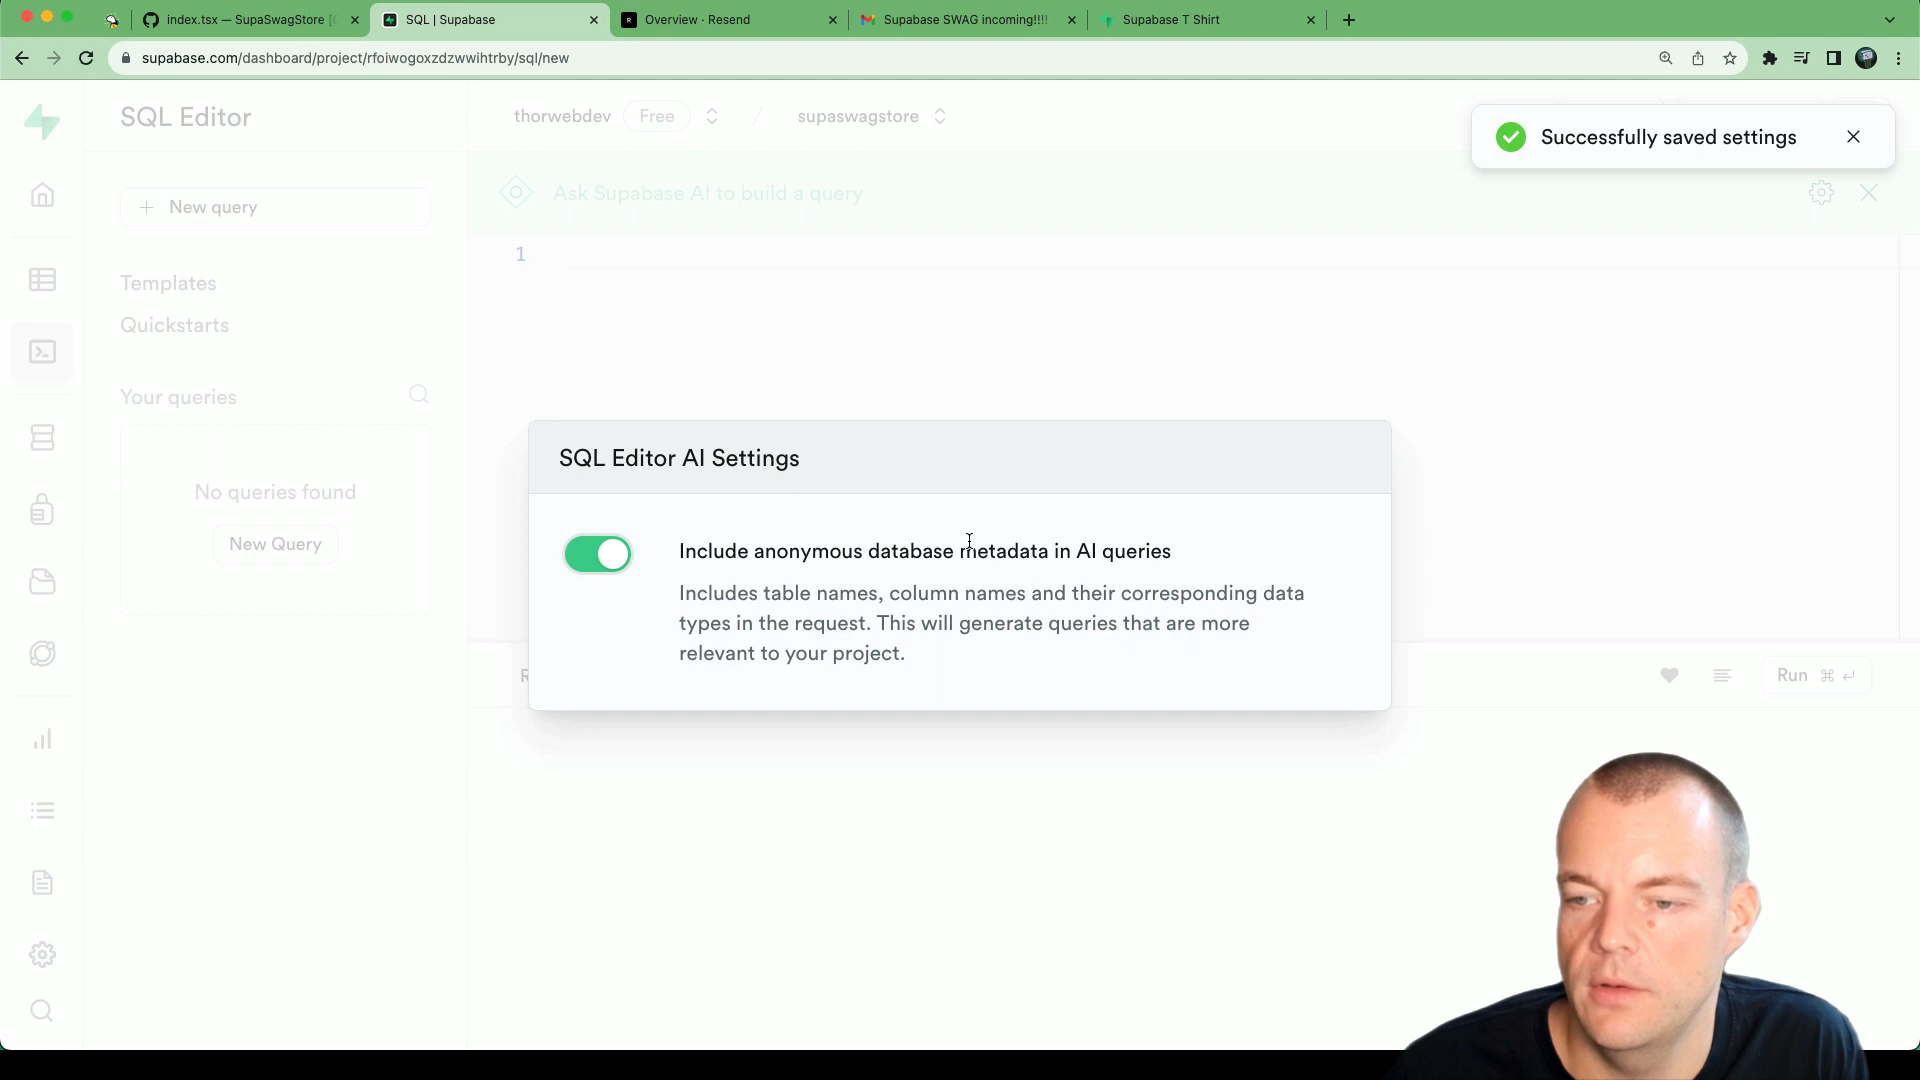 index.tsx — SupaSwagStore [
SQL | Supabase
Overview · Resend
Supabase SWAG incoming!!!!
Supabase T Shirt
supabase.com/dashboard/project/rfoiwogoxzdzwwihtrby/sql/new
SQL Editor
thorwebdev
Free
/
supaswagstore
Successfully saved settings
New query
Ask Supabase AI to build a query
1
Templates
Quickstarts
Your queries
No queries found
New Query
SQL Editor AI Settings
Include anonymous database metadata in AI queries
Includes table names, column names and their corresponding data
types in the request. This will generate queries that are more
relevant to your project.
R
Run ⌘ ↵